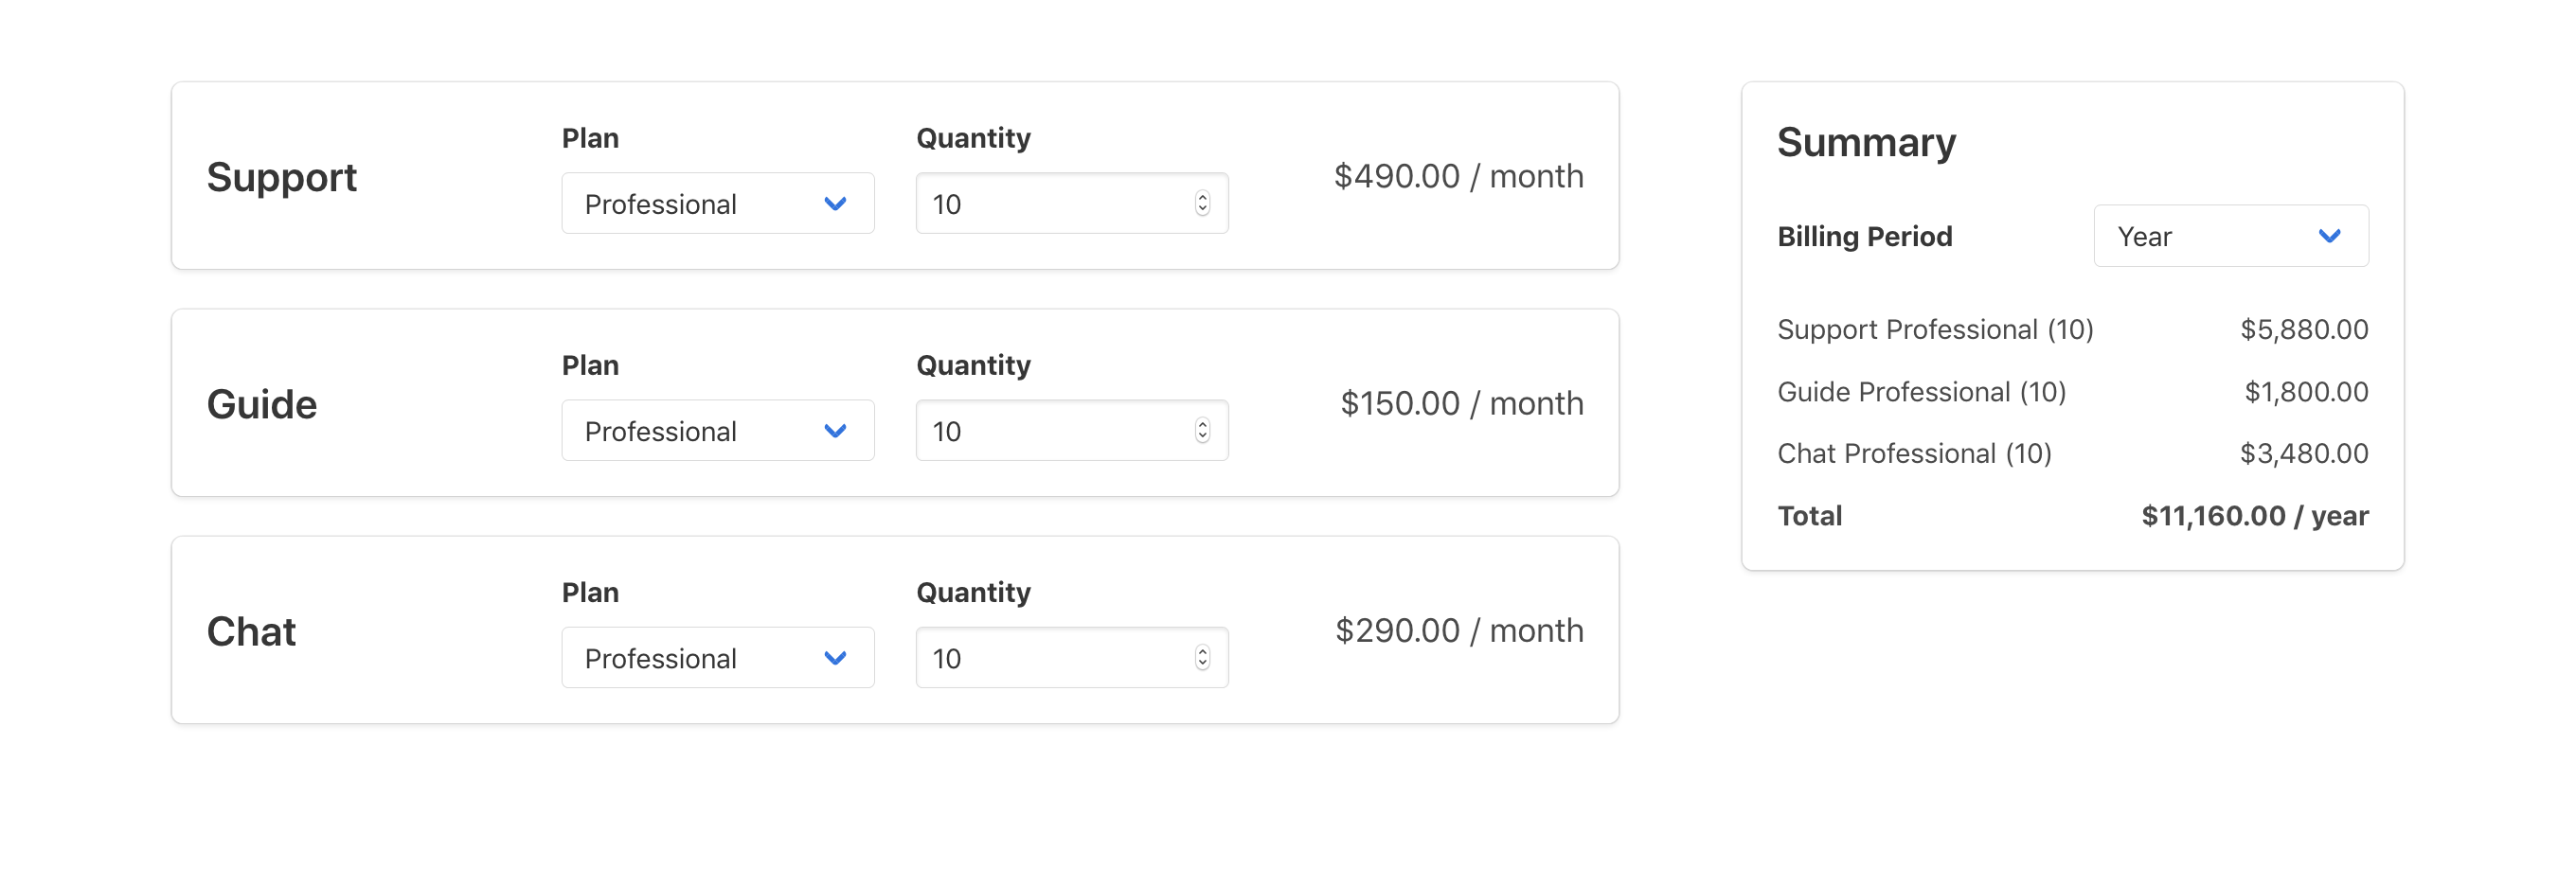 Support
Plan
Professional
Quantity
10
$490.00 / month
Guide
Plan
Professional
Quantity
10
$150.00 / month
Chat
Plan
Professional
Quantity
10
$290.00 / month
Summary
Billing Period
Year
Support Professional (10) $5,880.00
Guide Professional (10) $1,800.00
Chat Professional (10) $3,480.00
Total $11,160.00 / year